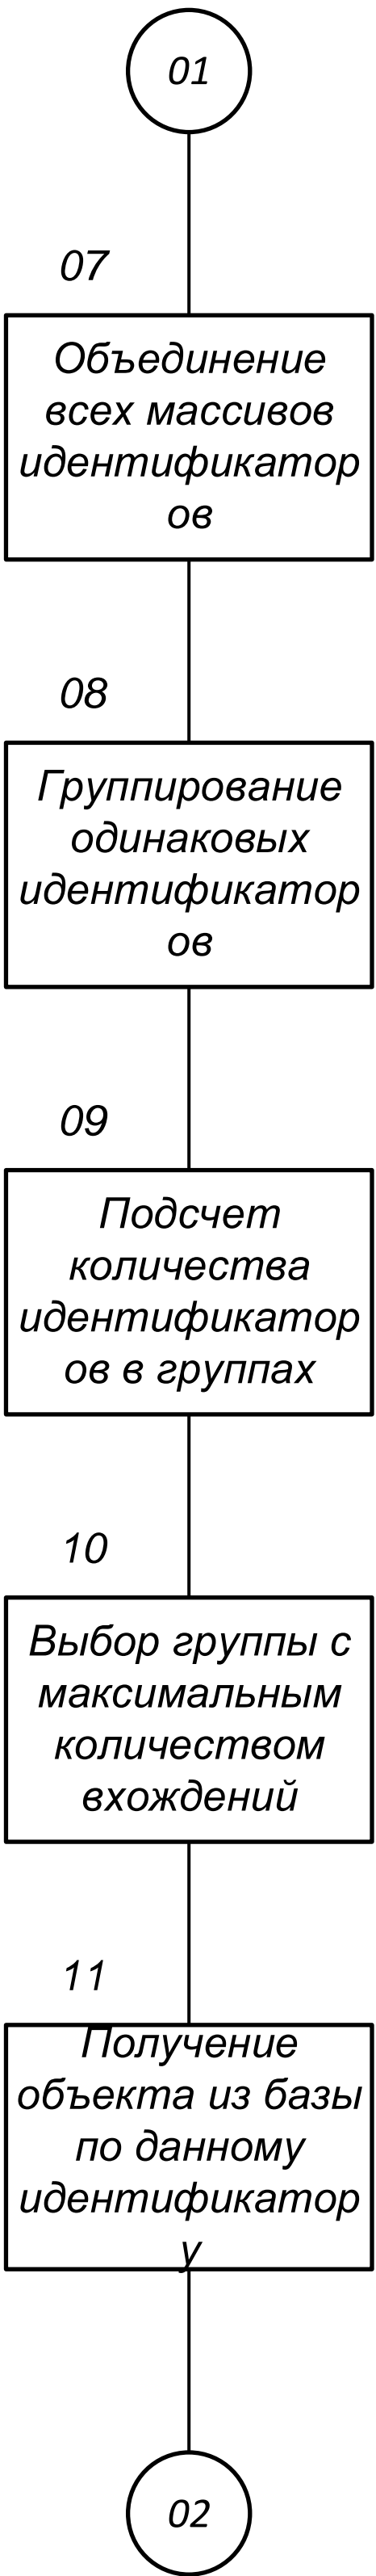 01
07
Объединение
всех массивов
идентификатор
ов
08
Группирование
одинаковых
идентификатор
ов
09
Подсчет
количества
идентификатор
ов в группах
10
Выбор группы с
максимальным
количеством
вхождений
11
Получение
объекта из базы
по данному
идентификатор
у
02